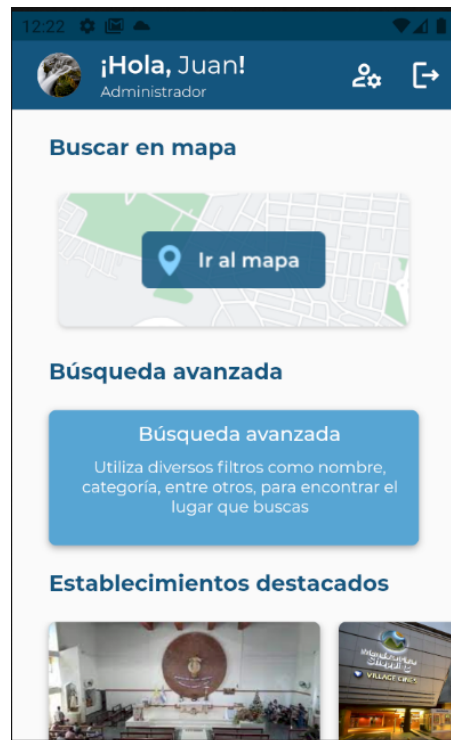 12:22
¡Hola, Juan!
Administrador
Buscar en mapa
Ir al mapa
Búsqueda avanzada
Búsqueda avanzada
Utiliza diversos filtros como nombre,
categoría, entre otros, para encontrar el
lugar que buscas
Establecimientos destacados
VILLAGE CINES